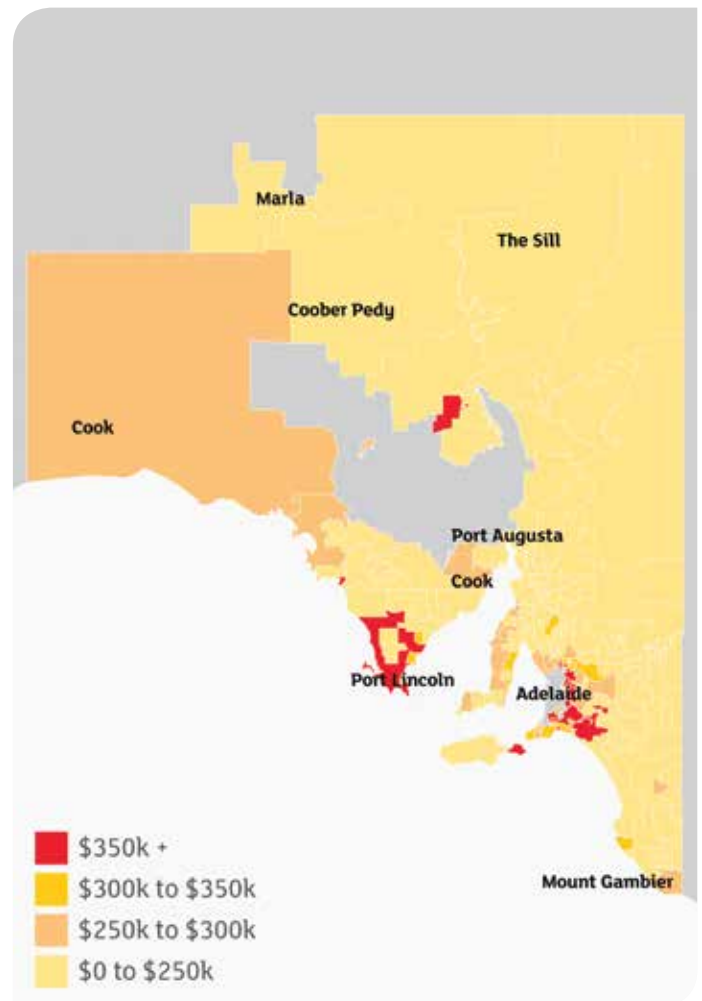 Marla
The Sill
Coober Pedy
Cook
Port Augusta
Cook
Port Lincoln
Adelaide
Mount Gambier
$350k +
$300k to $350k
$250k to $300k
$0 to $250k